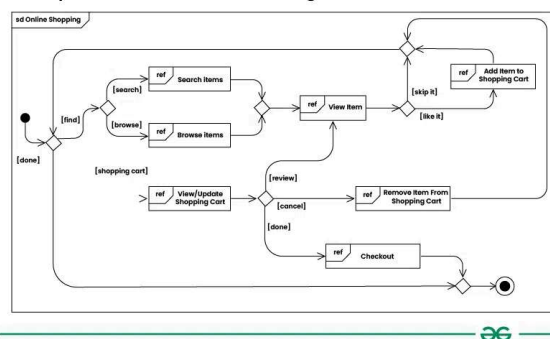 sd Online Shopping
ref
Add Item to
Shopping Cart
ref
Search items
[search]
[skip it]
[find]
ref
View Item
[like it]
[browse]
ref
Browse items
[done]
[shopping cart]
[review]
ref
View/Update
Shopping Cart
ref
Remove Item From
Shopping Cart
[cancel]
[done]
ref
Checkout